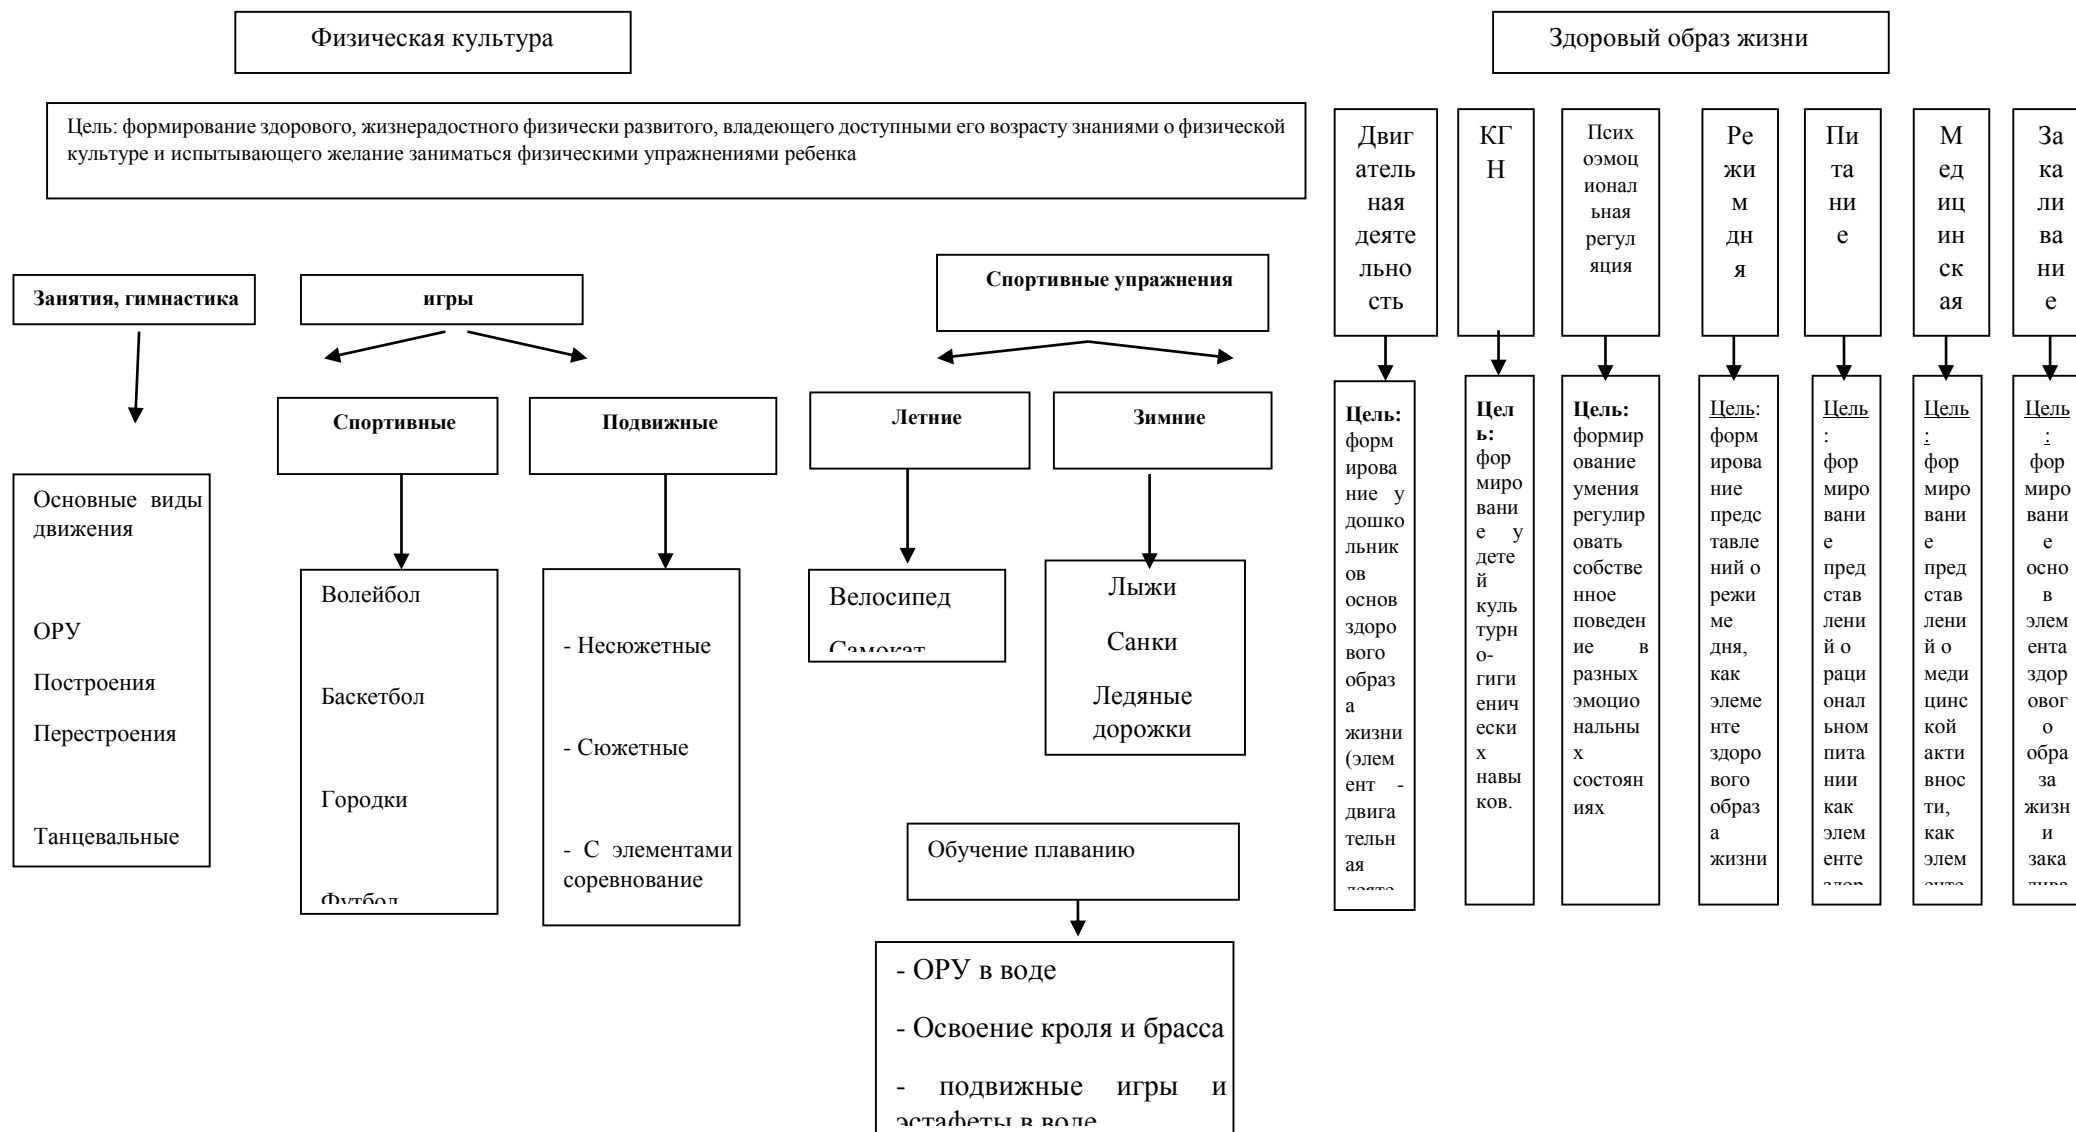 Физическая культура
Здоровый образ жизни
Цель: формирование здорового, жизнерадостного физически развитого, владеющего доступными его возрасту знаниями о физической
культуре и испытывающего желание заниматься физическими упражнениями ребенка
Двиг
атель
ная
деяте
льно
сть
КГ
Н
Псих
оэмоц
ионал
ьная
регул
яция
Ре
жи
м
дн
я
Пи
та
ни
е
М
ед
иц
ин
ск
ая
За
ка
ли
ва
ни
е
Занятия, гимнастика
игры
Спортивные упражнения
Спортивные
Подвижные
Летние
Зимние
Основные виды
движения
ОРУ
Построения
Перестроения
Танцевальные
Волейбол
Баскетбол
Городки
Футбол
- Несюжетные
- Сюжетные
- С элементами
соревнование
Велосипед
Самокат
Лыжи
Санки
Ледяные
дорожки
Обучение плаванию
- ОРУ в воде
- Освоение кроля и брасса
- подвижные игры и
эстафеты в воде
Цель:
форм
ирова
ние у
дошко
льник
ов
основ
здоро
вого
образ
а
жизни
(элем
ент -
двига
тельн
ая
деяте
Цел
ь:
фор
миро
вани
е у
дете
й
куль
турн
о-
гиги
енич
ески
х
навы
ков.
Цель:
формир
ование
умения
регулир
овать
собстве
нное
поведен
ие в
разных
эмоцио
нальны
х
состоян
иях
Цель:
форм
ирова
ние
предс
тавле
ний о
режи
ме
дня,
как
элеме
нте
здоро
вого
образ
а
жизни
Цель
:
фор
миро
вани
е
пред
став
лени
й о
раци
онал
ьном
пита
нии
как
элем
енте
здор
Цель
:
фор
миро
вани
е
пред
став
лени
й о
меди
цинс
кой
акти
внос
ти,
как
элем
енте
Цель
:
фор
миро
вани
е
осно
в
элем
ента
здор
овог
о
обра
за
жизн
и
зака
лива